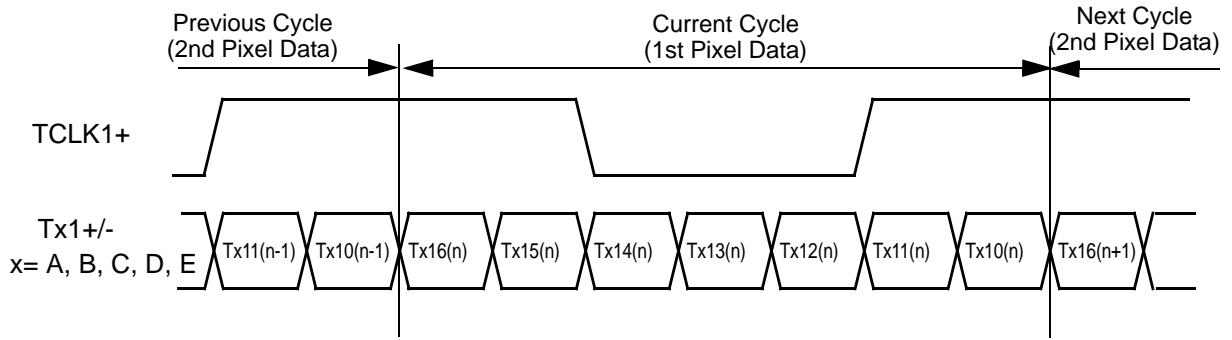 Previous Cycle
(2nd Pixel Data)
Current Cycle
(1st Pixel Data)
Next Cycle
(2nd Pixel Data)
TCLK1+
Tx1+/-
x= A, B, C, D, E
Tx11(n-1)
Tx10(n-1)
Tx16(n)
Tx15(n)
Tx14(n)
Tx13(n)
Tx12(n)
Tx11(n)
Tx10(n)
Tx16(n+1)